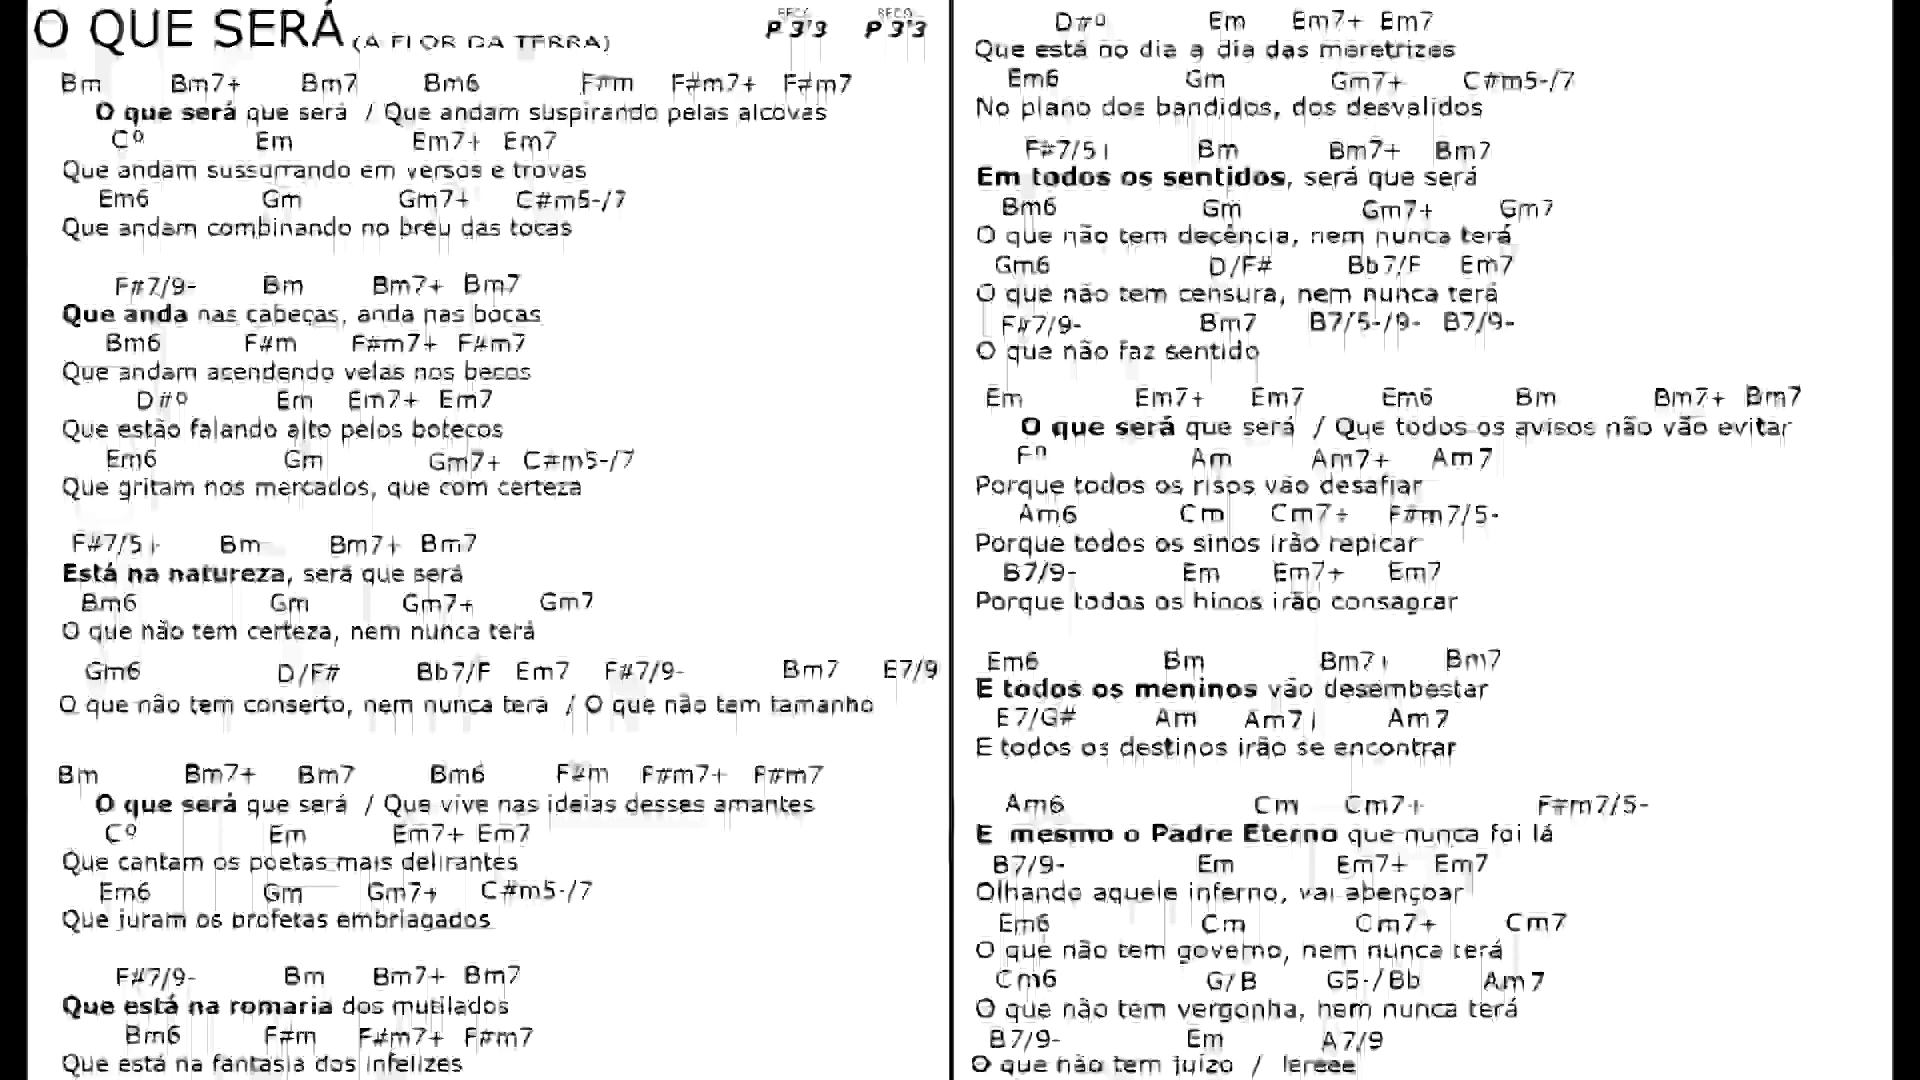 O QUE SERÁ (A FLOR DA TERRA) P 3'3 P 3'3
Bm Bm7+ Bm7 Bm6 F#m F#m7+ F#m7
O que será que será / Que andam suspirando pelas alcovas
Cº Em Em7+ Em7
Que andam sussurrando em versos e trovas
Em6 Gm Gm7+ C#m5-/7
Que andam combinando no breu das tocas
F#7/9- Bm Bm7+ Bm7
Que anda nas cabeças, anda nas bocas
Bm6 F#m F#m7+ F#m7
Que andam acendendo velas nos becos
D#º Em Em7+ Em7
Que estão falando alto pelos botecos
Em6 Gm Gm7+ C#m5-/7
Que gritam nos mercados, que com certeza
F#7/5+ Bm Bm7+ Bm7
Está na natureza, será que será
Bm6 Gm Gm7+ Gm7
O que não tem certeza, nem nunca terá
Gm6 D/F# Bb7/F Em7 F#7/9- Bm7 E7/9
O que não tem conserto, nem nunca terá / O que não tem tamanho
Bm Bm7+ Bm7 Bm6 F#m F#m7+ F#m7
O que será que será / Que vive nas ideias desses amantes
Cº Em Em7+ Em7
Que cantam os poetas mais delirantes
Em6 Gm Gm7+ C#m5-/7
Que juram os profetas embriagados
F#7/9- Bm Bm7+ Bm7
Que está na romaria dos mutilados
Bm6 F#m F#m7+ F#m7
Que está na fantasia dos infelizes
D#º Em Em7+ Em7
Que está no dia a dia das meretrizes
Em6 Gm Gm7+ C#m5-/7
No plano dos bandidos, dos desvalidos
F#7/5+ Bm Bm7+ Bm7
Em todos os sentidos, será que será
Bm6 Gm Gm7+ Gm7
O que não tem decência, nem nunca terá
Gm6 D/F# Bb7/F Em7
O que não tem censura, nem nunca terá
F#7/9- Bm7 B7/5-/9- B7/9-
O que não faz sentido
Em Em7+ Em7 Em6 Bm Bm7+ Bm7
O que será que será / Que todos os avisos não vão evitar
Fº Am Am7+ Am7
Porque todos os risos vão desafiar
Am6 Cm Cm7+ F#m7/5-
Porque todos os sinos irão repicar
B7/9- Em Em7+ Em7
Porque todos os hinos irão consagrar
Em6 Bm Bm7+ Bm7
E todos os meninos vão desembestar
E7/G# Am Am7+ Am7
E todos os destinos irão se encontrar
Am6 Cm Cm7+ F#m7/5-
E mesmo o Padre Eterno que nunca foi lá
B7/9- Em Em7+ Em7
Olhando aquele inferno, vai abençoar
Em6 Cm Cm7+ Cm7
O que não tem governo, nem nunca terá
Cm6 G/B G5-/Bb Am7
O que não tem vergonha, nem nunca terá
B7/9- Em A7/9
O que não tem juízo / lereee